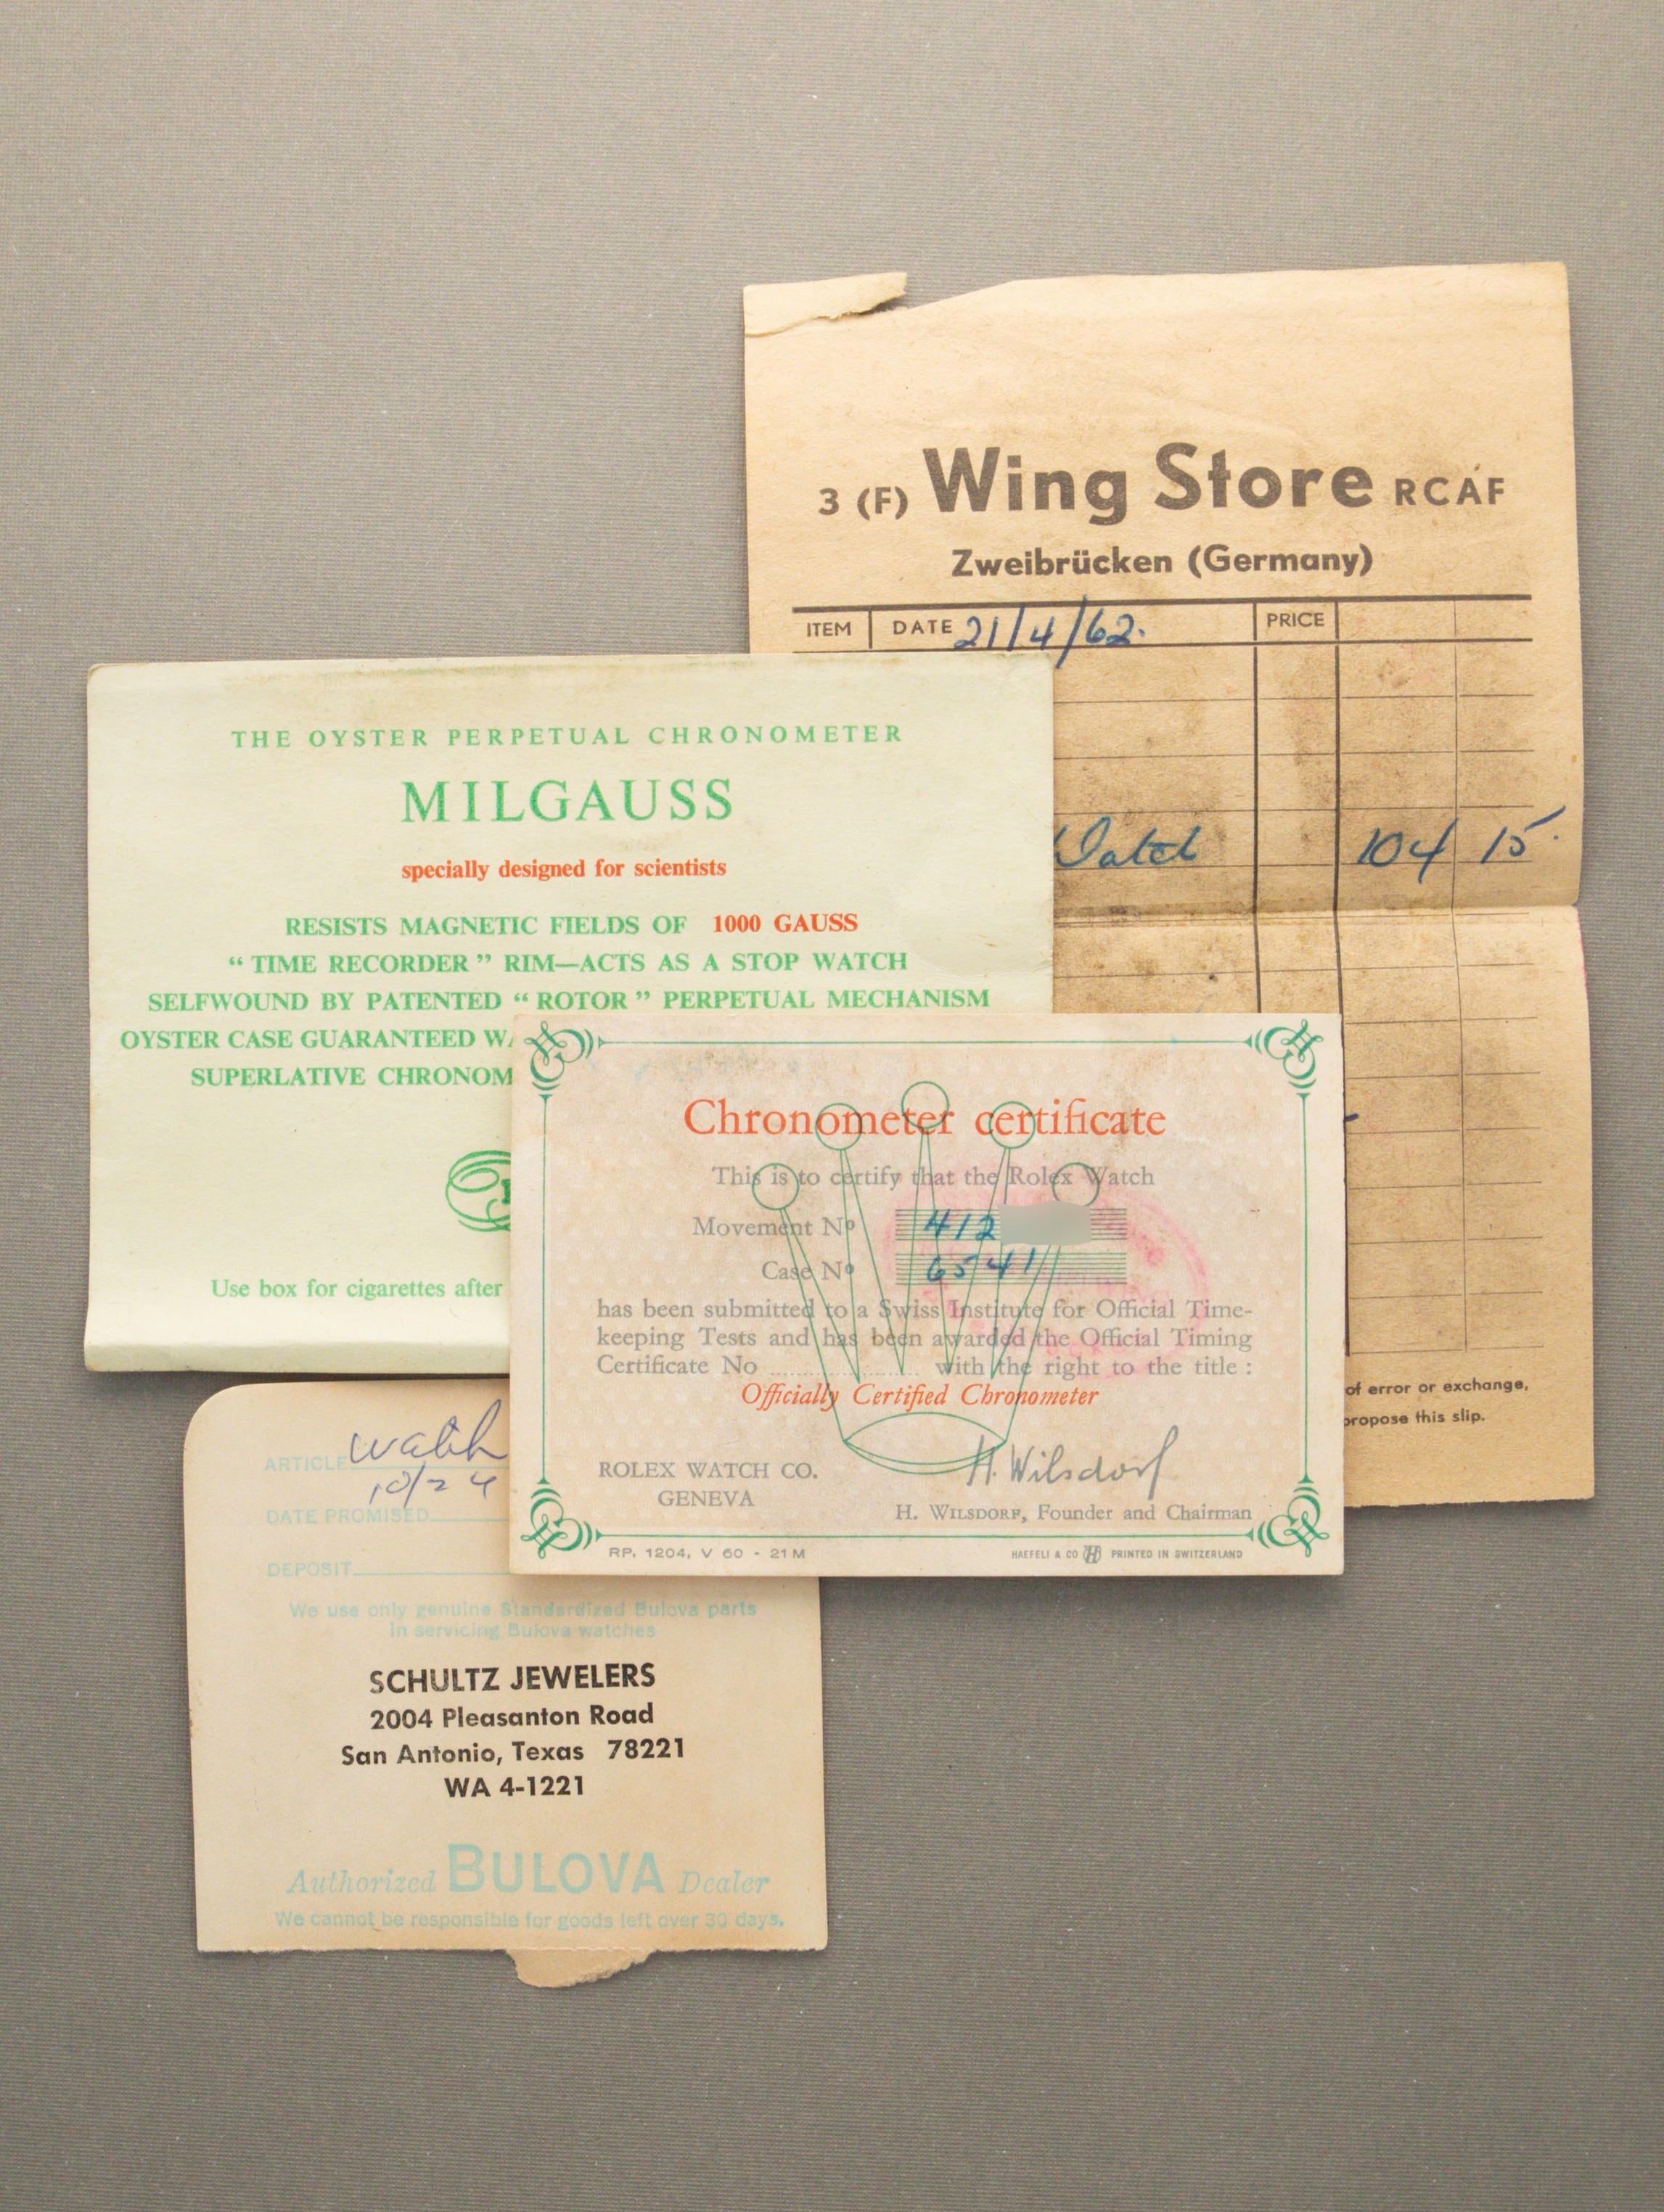 3 (F) Wing Store RCAF
Zweibrücken (Germany)
ITEM DATE 21/4/62. PRICE
Watch 104 15.
of error or exchange,
propose this slip.
THE OYSTER PERPETUAL CHRONOMETER
MILGAUSS
specially designed for scientists
RESISTS MAGNETIC FIELDS OF 1000 GAUSS
“ TIME RECORDER ” RIM—ACTS AS A STOP WATCH
SELFWOUND BY PATENTED “ ROTOR ” PERPETUAL MECHANISM
OYSTER CASE GUARANTEED
SUPERLATIVE CHRONOM
Use box for cigarettes after
Chronometer certificate
This is to certify that the Rolex Watch
Movement Nº 412
Case Nº 6541
has been submitted to a Swiss Institute for Official Time-
keeping Tests and has been awarded the Official Timing
Certificate No .................... with the right to the title :
Officially Certified Chronometer
H. Wilsdorf
ROLEX WATCH CO.
GENEVA
H. WILSDORF, Founder and Chairman
RP. 1204, V 60 - 21 M
HAEFELI & CO H PRINTED IN SWITZERLAND
ARTICLE watch
10/24
DATE PROMISED
DEPOSIT
We use only genuine Standardized Bulova parts
in servicing Bulova watches
SCHULTZ JEWELERS
2004 Pleasanton Road
San Antonio, Texas 78221
WA 4-1221
Authorized BULOVA Dealer
We cannot be responsible for goods left over 30 days.